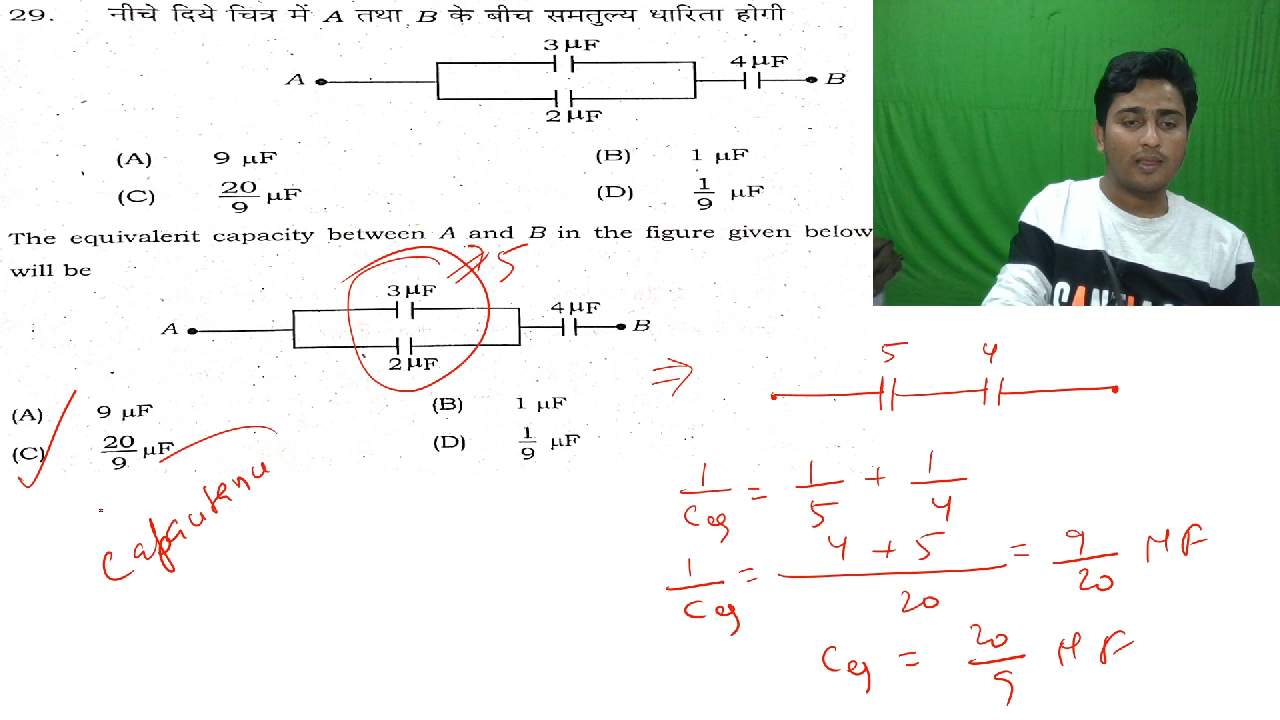 29. नीचे दिये चित्र में A तथा B के बीच समतुल्य धारिता होगी
3 µF
4 µF
A B
2 µF
(A) 9 µF (B) 1 µF
(C) 20/9 µF (D) 1/9 µF
The equivalent capacity between A and B in the figure given below
will be
5
3 µF
4 µF
A B
2 µF
(A) 9 µF (B) 1 µF
(C) 20/9 µF (D) 1/9 µF
⇒ 5 4
1/Ceq = 1/5 + 1/4
1/Ceq = 4 + 5/20 = 9/20 MF
Ceq = 20/9 MF